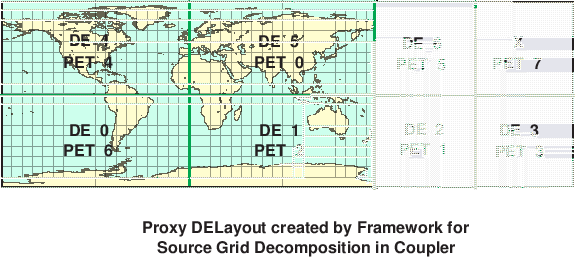 DE 4
DE 5
DE 6
X
PET 4
PET 0
PET 5
PET 7
DE 0
DE 1
DE 2
DE 3
PET 6
PET 2
PET 1
PET 3
Proxy DELayout created by Framework for
Source Grid Decomposition in Coupler